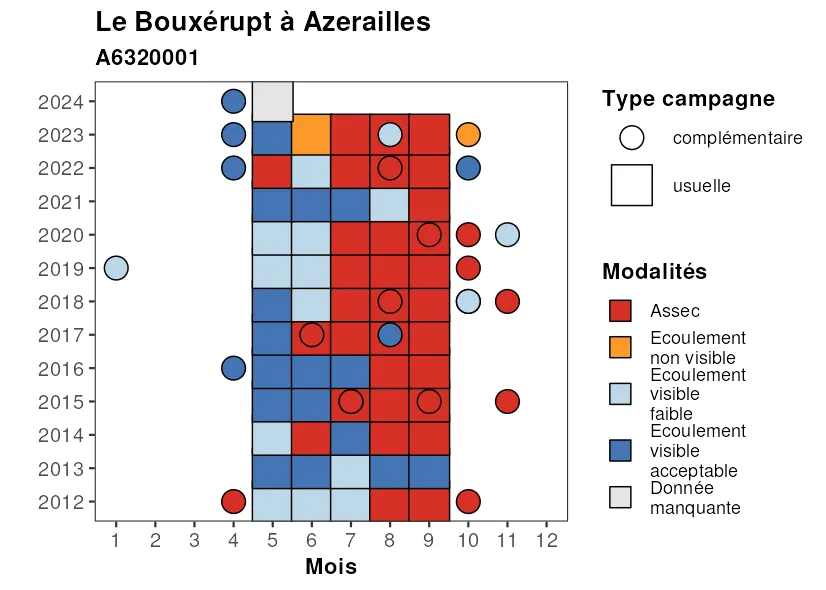 Le Bouxérupt à Azerailles
A6320001
2024
2023
2022
2021
2020
2019
2018
2017
2016
2015
2014
2013
2012
1 2 3 4 5 6 7 8 9 10 11 12
Mois
Type campagne
complémentaire
usuelle
Modalités
Assec
Ecoulement
non visible
Ecoulement
visible
faible
Ecoulement
visible
acceptable
Donnée
manquante